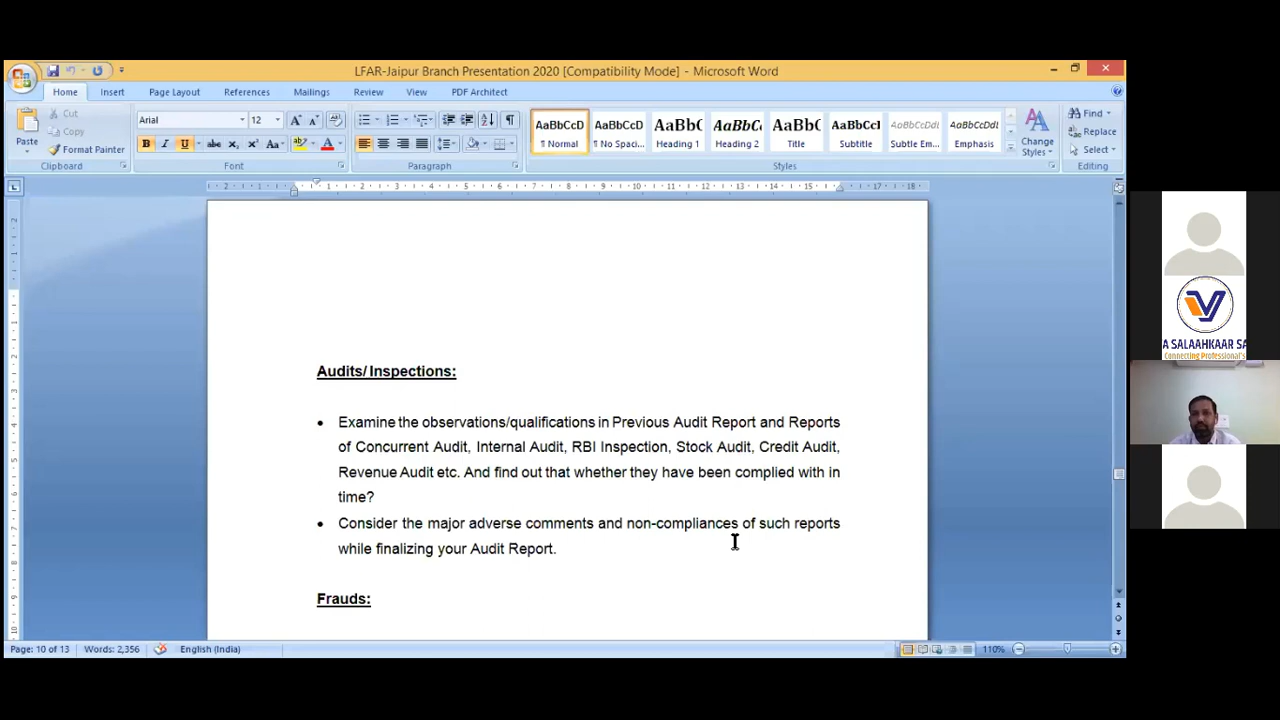 LFAR-Jaipur Branch Presentation 2020 [Compatibility Mode] - Microsoft Word
Home Insert Page Layout References Mailings Review View PDF Architect
Paste
Cut
Copy
Format Painter
Clipboard
Arial 12
Font
Paragraph
AaBbCcD AaBbCcD AaBbC AaBbCc AaBbC AaBbCcI AaBbCcDd AaBbCcDd
¶ Normal ¶ No Spaci... Heading 1 Heading 2 Title Subtitle Subtle Em... Emphasis
Styles
Change
Styles
Find
Replace
Select
Editing
Audits/ Inspections:
• Examine the observations/qualifications in Previous Audit Report and Reports
of Concurrent Audit, Internal Audit, RBI Inspection, Stock Audit, Credit Audit,
Revenue Audit etc. And find out that whether they have been complied with in
time?
• Consider the major adverse comments and non-compliances of such reports
while finalizing your Audit Report.
Frauds:
Page: 10 of 13 Words: 2,356 English (India) 110%
A SALAAHKAAR SA
Connecting Professional's